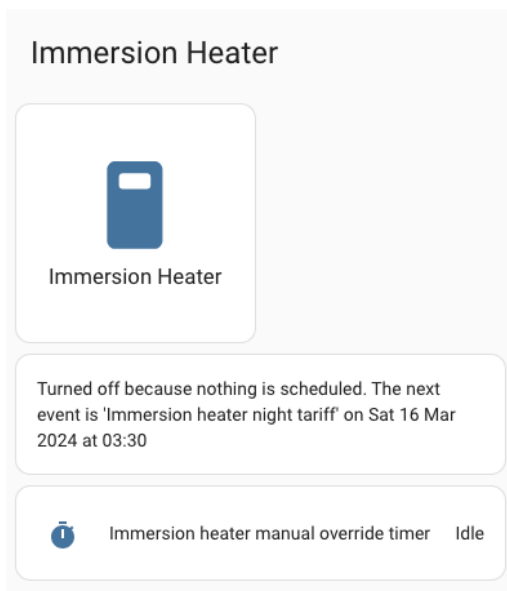 Immersion Heater
Immersion Heater
Turned off because nothing is scheduled. The next
event is 'Immersion heater night tariff' on Sat 16 Mar
2024 at 03:30
Immersion heater manual override timer Idle